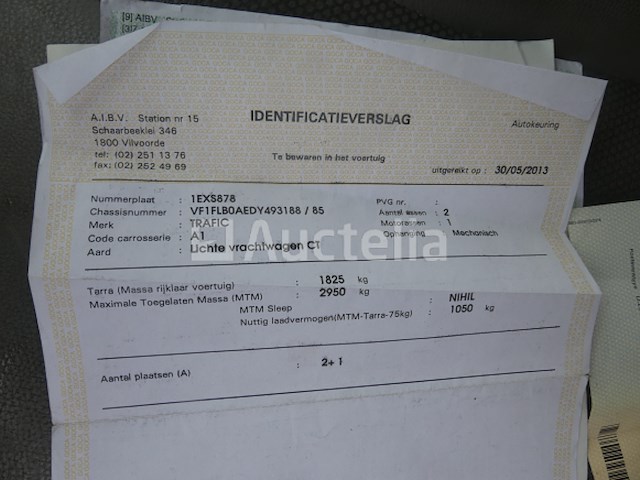 [9] AIBV
A.I.B.V. Station nr 15
Schaarbeeklei 346
1800 Vilvoorde
tel: (02) 251 13 76
fax: (02) 252 49 69
IDENTIFICATIEVERSLAG
Autokeuring
Te bewaren in het voertuig
uitgereikt op : 30/05/2013
Nummerplaat : 1EXS878
Chassisnummer : VF1FLB0AEDY493188 / 85
Merk : TRAFIC
Code carrosserie : A1
Aard : Lichte vrachtwagen CT
PVG nr. :
Aantal assen : 2
Motorassen : 1
Ophanging : Mechanisch
Auctelia
Tarra (Massa rijklaar voertuig) : 1825 kg
Maximale Toegelaten Massa (MTM) : 2950 kg
MTM Sleep : NIHIL
Nuttig laadvermogen(MTM-Tarra-75kg) : 1050 kg
Aantal plaatsen (A) : 2+ 1